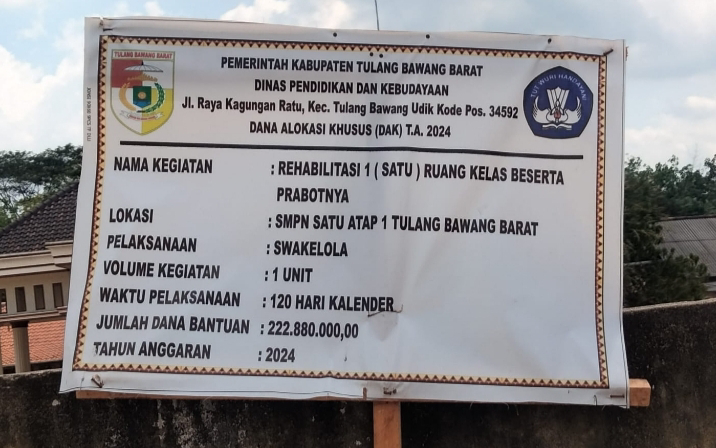 TULANG BAWANG BARAT
PEMERINTAH KABUPATEN TULANG BAWANG BARAT
DINAS PENDIDIKAN DAN KEBUDAYAAN
Jl. Raya Kagungan Ratu, Kec. Tulang Bawang Udik Kode Pos. 34592
DANA ALOKASI KHUSUS (DAK) T.A. 2024
TUT WURI HANDAYANI
NAMA KEGIATAN : REHABILITASI 1 ( SATU ) RUANG KELAS BESERTA
PRABOTNYA
LOKASI : SMPN SATU ATAP 1 TULANG BAWANG BARAT
PELAKSANAAN : SWAKELOLA
VOLUME KEGIATAN : 1 UNIT
WAKTU PELAKSANAAN : 120 HARI KALENDER
JUMLAH DANA BANTUAN : 222.880.000,00
TAHUN ANGGARAN : 2024